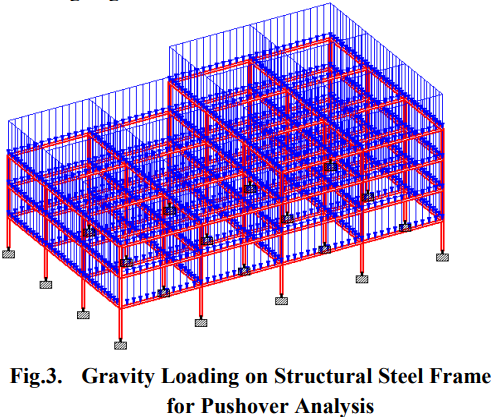 Fig.3. Gravity Loading on Structural Steel Frame
for Pushover Analysis